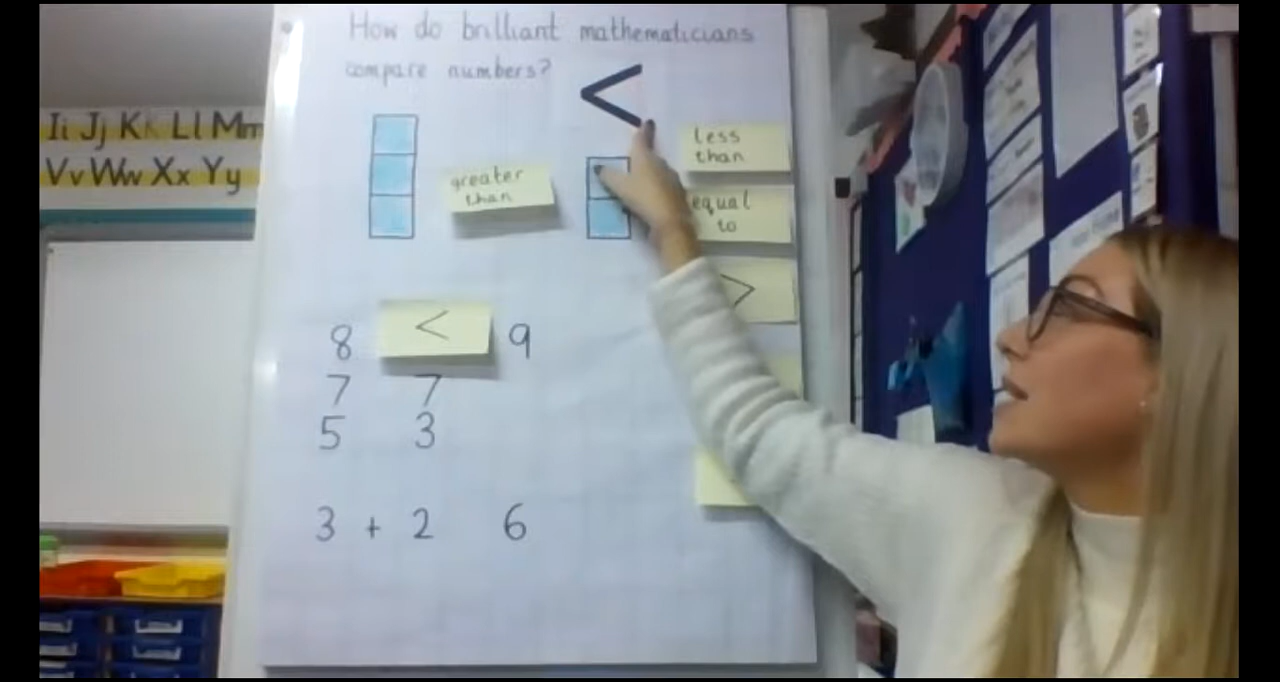 How do brilliant mathematicians
compare numbers?
<
Ii Jj Kk Ll Mm
Vv Ww Xx Yy
greater
than
less
than
equal
to
>
8 < 9
7 7
5 3
3 + 2 6